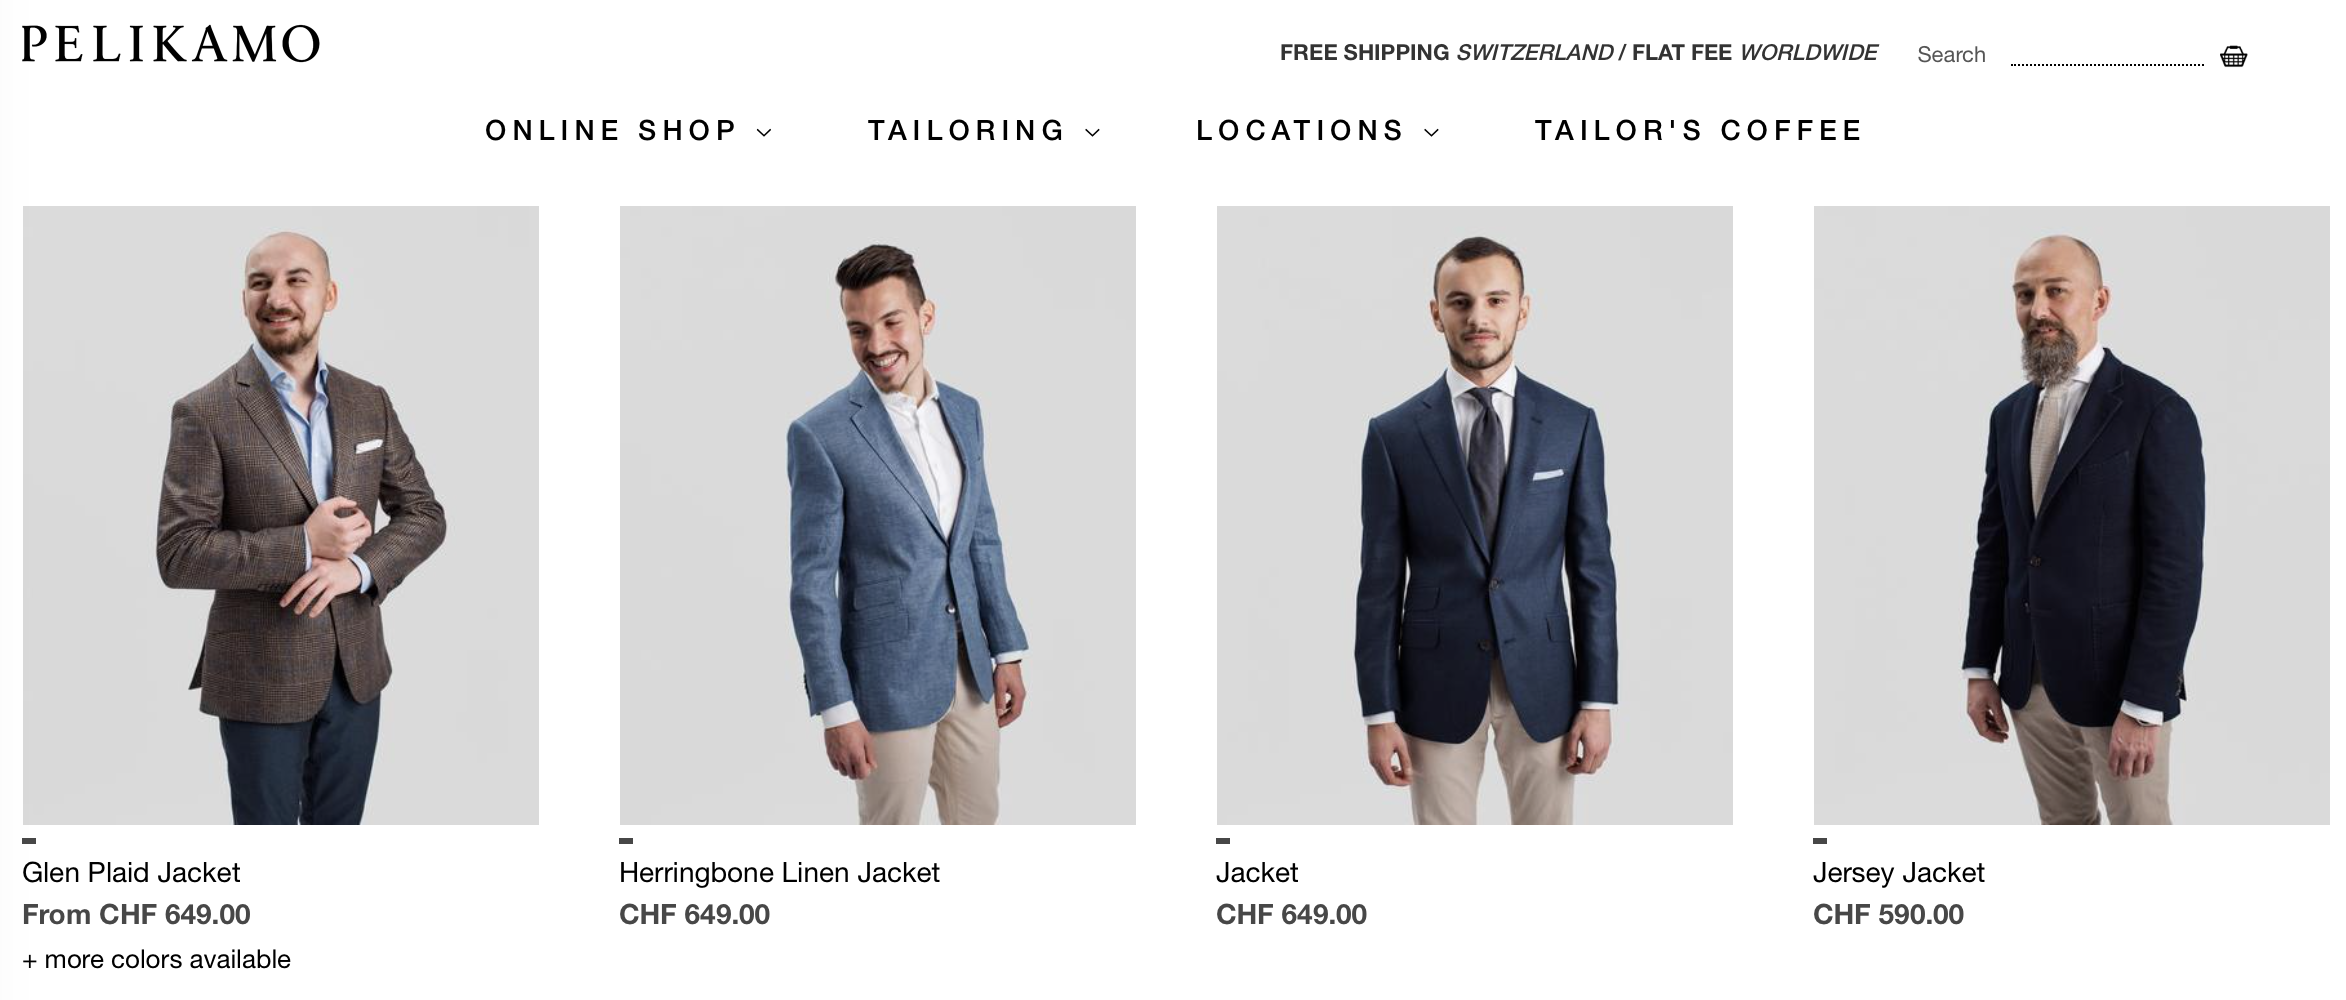 PELIKAMO
FREE SHIPPING SWITZERLAND / FLAT FEE WORLDWIDE Search
ONLINE SHOP TAILORING LOCATIONS TAILOR'S COFFEE
Glen Plaid Jacket
From CHF 649.00
+ more colors available
Herringbone Linen Jacket
CHF 649.00
Jacket
CHF 649.00
Jersey Jacket
CHF 590.00